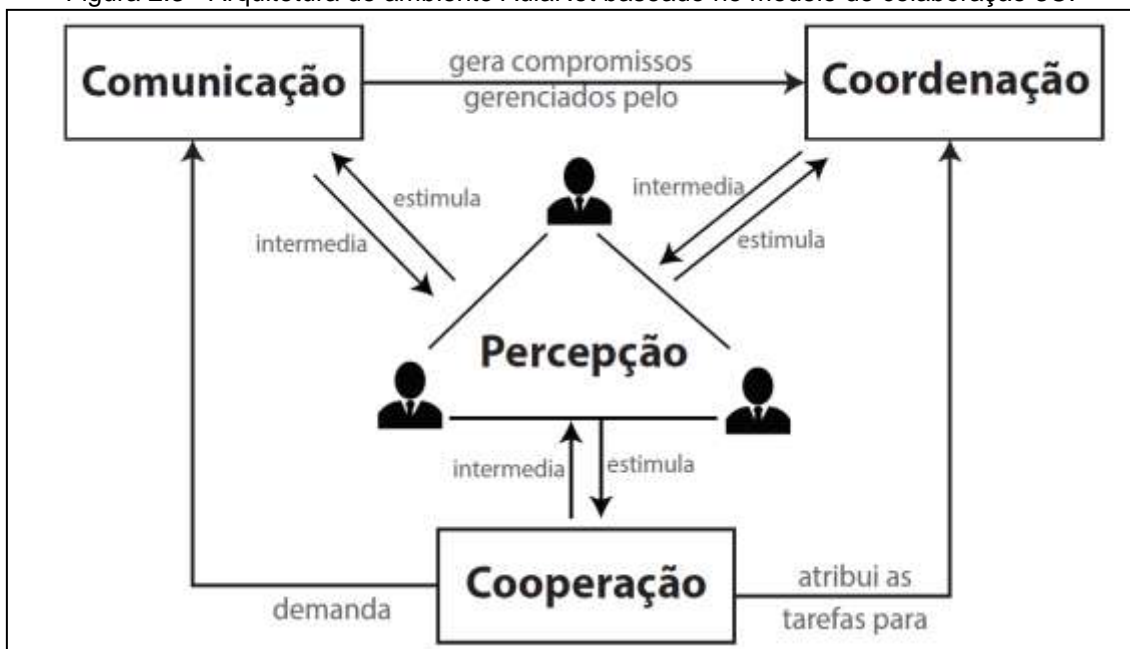 Comunicação
gera compromissos
gerenciados pelo
Coordenação
estimula
intermedia
intermedia
estimula
Percepção
intermedia
estimula
Cooperação
demanda
atribui as
tarefas para